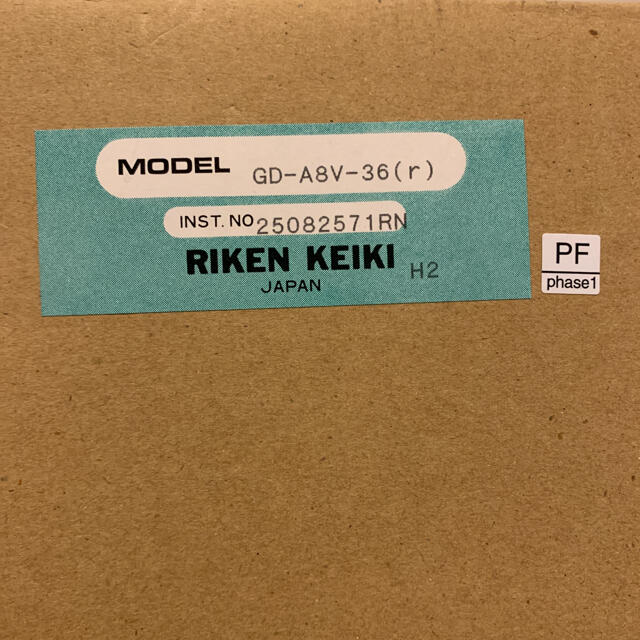 MODEL GD-A8V-36(r)
INST. NO 25082571RN
RIKEN KEIKI H2
JAPAN
PF
phase1